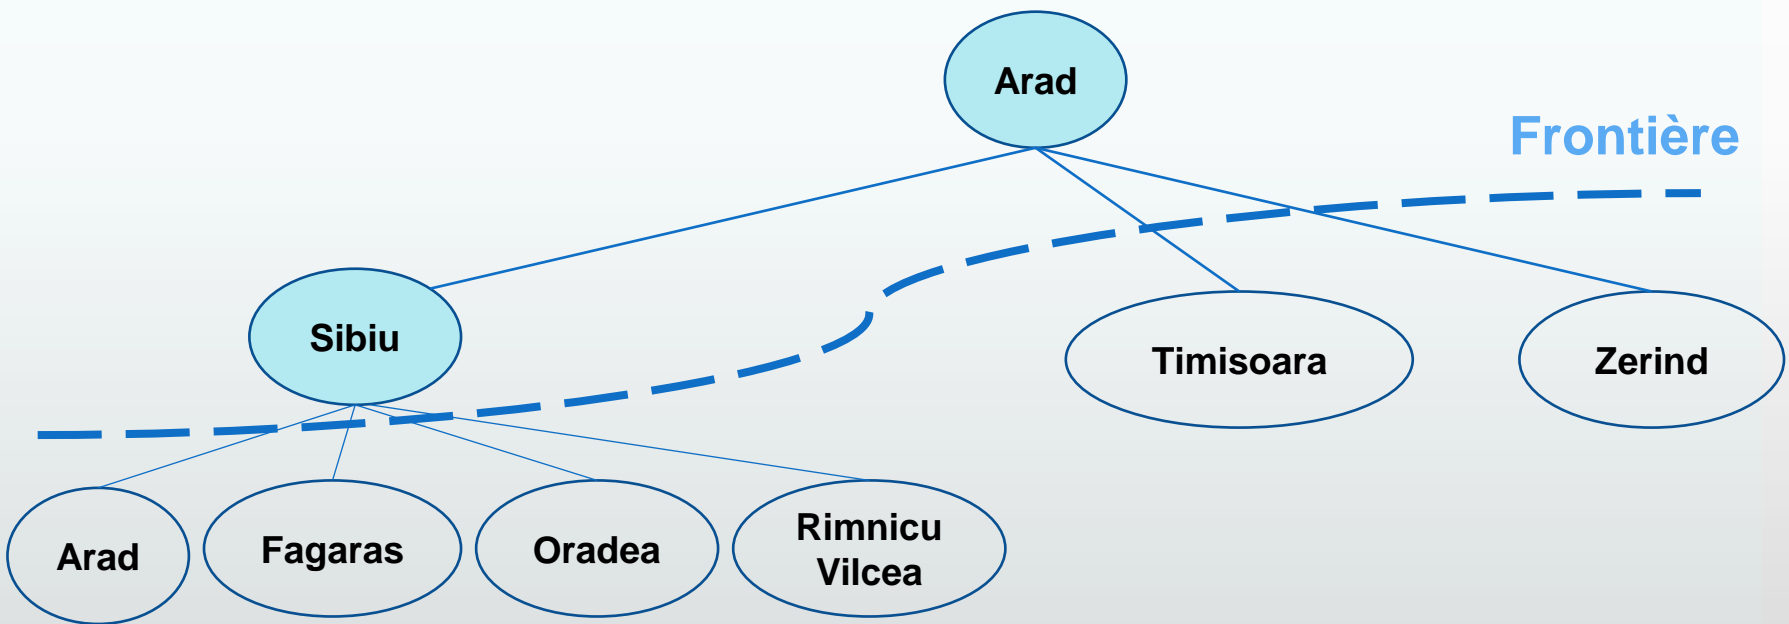 Arad
Frontière
Sibiu
Timisoara
Zerind
Arad
Fagaras
Oradea
Rimnicu
Vilcea